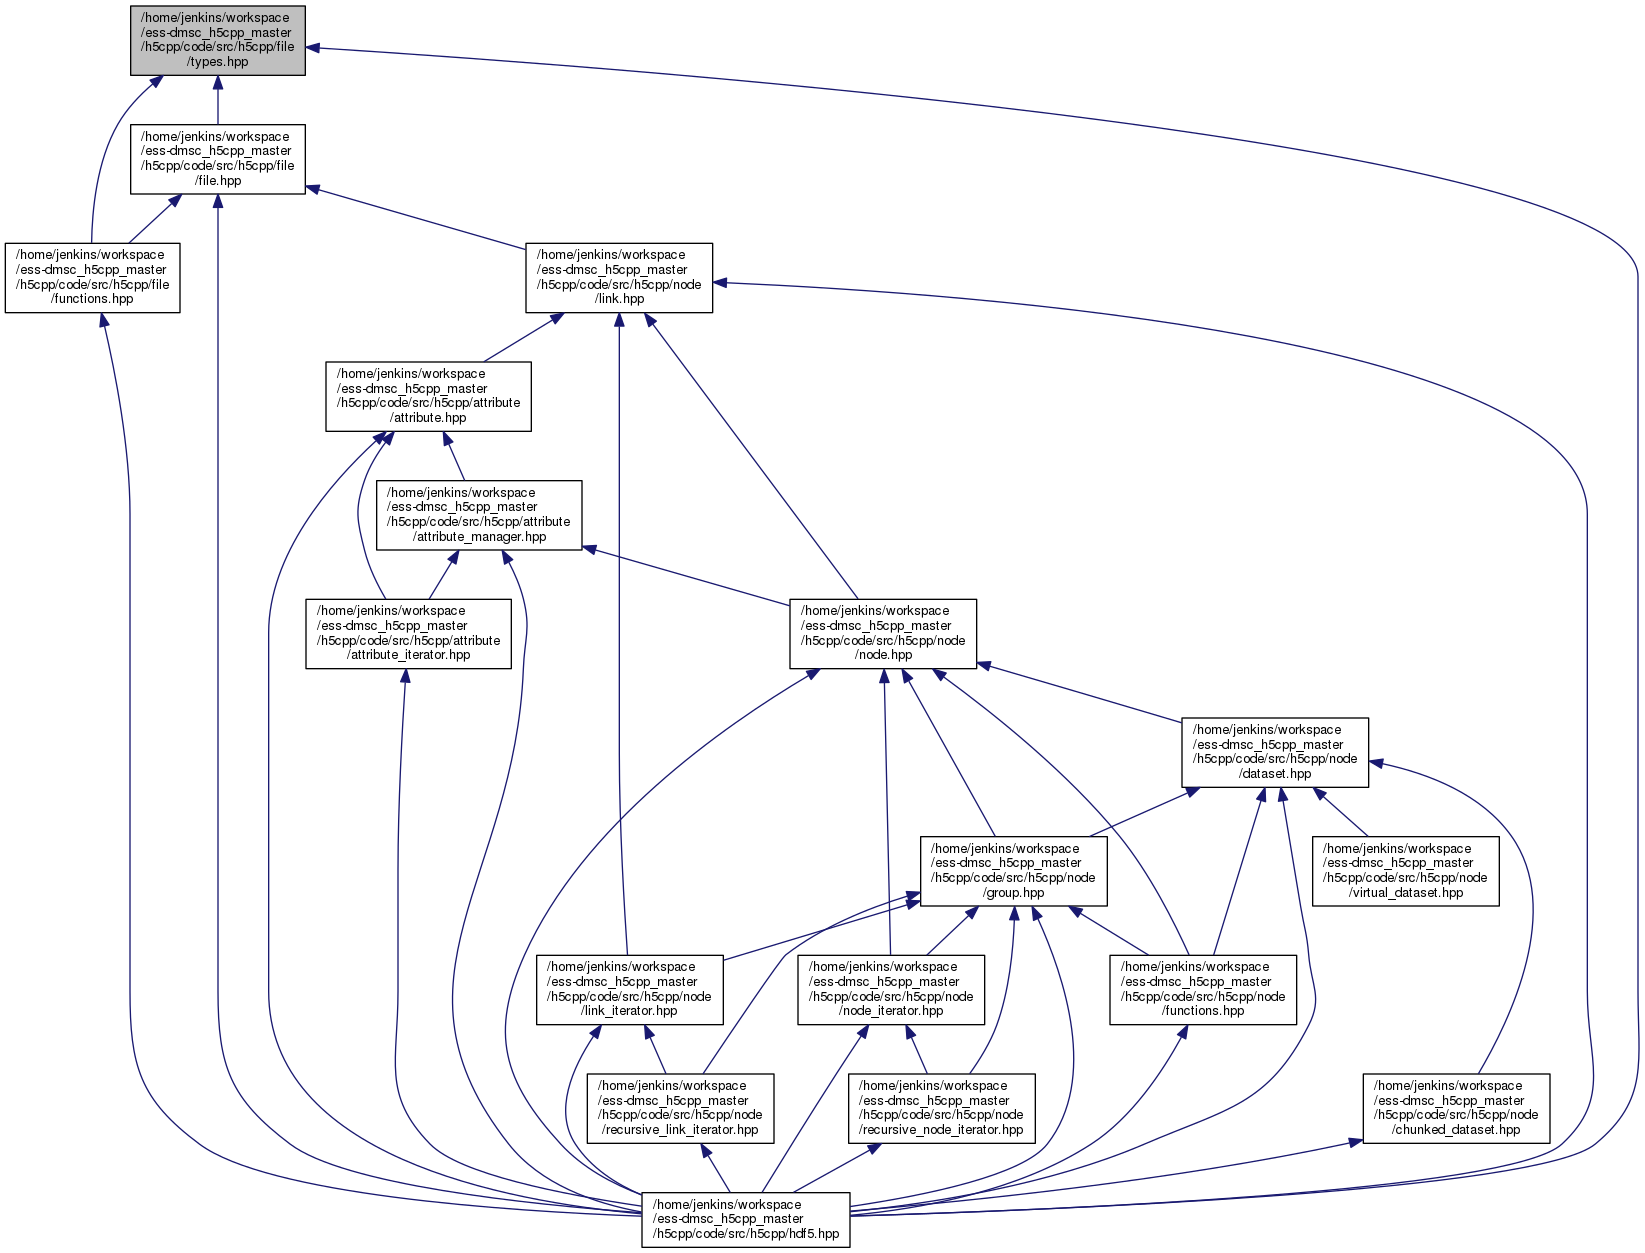 /home/jenkins/workspace
/ess-dmsc_h5cpp_master
/h5cpp/code/src/h5cpp/file
/types.hpp
/home/jenkins/workspace
/ess-dmsc_h5cpp_master
/h5cpp/code/src/h5cpp/file
/file.hpp
/home/jenkins/workspace
/ess-dmsc_h5cpp_master
/h5cpp/code/src/h5cpp/file
/functions.hpp
/home/jenkins/workspace
/ess-dmsc_h5cpp_master
/h5cpp/code/src/h5cpp/node
/link.hpp
/home/jenkins/workspace
/ess-dmsc_h5cpp_master
/h5cpp/code/src/h5cpp/attribute
/attribute.hpp
/home/jenkins/workspace
/ess-dmsc_h5cpp_master
/h5cpp/code/src/h5cpp/attribute
/attribute_manager.hpp
/home/jenkins/workspace
/ess-dmsc_h5cpp_master
/h5cpp/code/src/h5cpp/attribute
/attribute_iterator.hpp
/home/jenkins/workspace
/ess-dmsc_h5cpp_master
/h5cpp/code/src/h5cpp/node
/node.hpp
/home/jenkins/workspace
/ess-dmsc_h5cpp_master
/h5cpp/code/src/h5cpp/node
/dataset.hpp
/home/jenkins/workspace
/ess-dmsc_h5cpp_master
/h5cpp/code/src/h5cpp/node
/group.hpp
/home/jenkins/workspace
/ess-dmsc_h5cpp_master
/h5cpp/code/src/h5cpp/node
/virtual_dataset.hpp
/home/jenkins/workspace
/ess-dmsc_h5cpp_master
/h5cpp/code/src/h5cpp/node
/link_iterator.hpp
/home/jenkins/workspace
/ess-dmsc_h5cpp_master
/h5cpp/code/src/h5cpp/node
/node_iterator.hpp
/home/jenkins/workspace
/ess-dmsc_h5cpp_master
/h5cpp/code/src/h5cpp/node
/functions.hpp
/home/jenkins/workspace
/ess-dmsc_h5cpp_master
/h5cpp/code/src/h5cpp/node
/recursive_link_iterator.hpp
/home/jenkins/workspace
/ess-dmsc_h5cpp_master
/h5cpp/code/src/h5cpp/node
/recursive_node_iterator.hpp
/home/jenkins/workspace
/ess-dmsc_h5cpp_master
/h5cpp/code/src/h5cpp/node
/chunked_dataset.hpp
/home/jenkins/workspace
/ess-dmsc_h5cpp_master
/h5cpp/code/src/h5cpp/hdf5.hpp